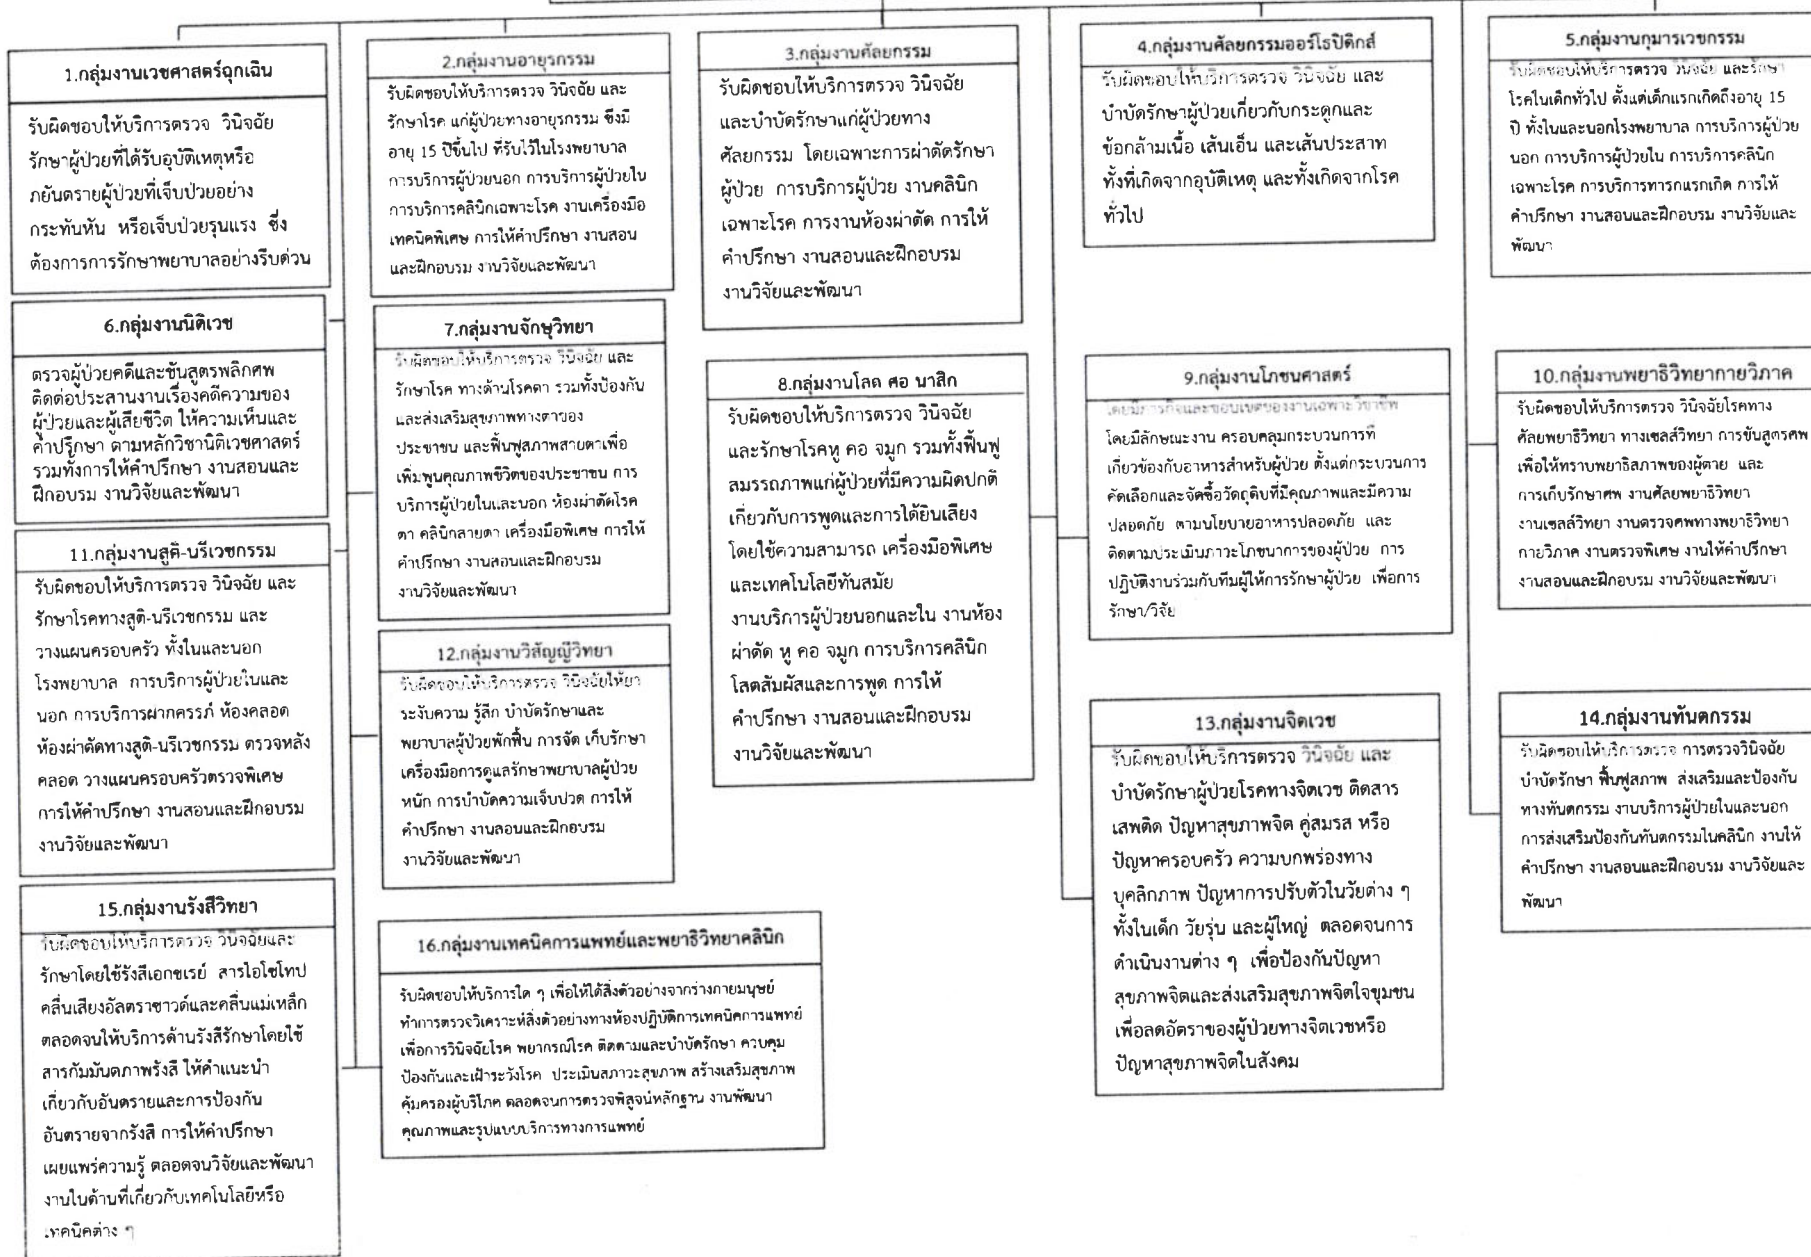 1.กลุ่มงานเวชศาสตร์ฉุกเฉิน
รับผิดชอบให้บริการตรวจ วินิจฉัย
รักษาผู้ป่วยที่ได้รับอุบัติเหตุหรือ
ภยันตรายผู้ป่วยที่เจ็บป่วยอย่าง
กระทันหัน หรือเจ็บป่วยรุนแรง ซึ่ง
ต้องการการรักษาพยาบาลอย่างรีบด่วน
2.กลุ่มงานอายุรกรรม
รับผิดชอบให้บริการตรวจ วินิจฉัย และ
รักษาโรค แก่ผู้ป่วยทางอายุรกรรม ซึ่งมี
อายุ 15 ปีขึ้นไป ที่รับไว้ในโรงพยาบาล
การบริการผู้ป่วยนอก การบริการผู้ป่วยใน
การบริการคลินิกเฉพาะโรค งานเครื่องมือ
เทคนิคพิเศษ การให้คำปรึกษา งานสอน
และฝึกอบรม งานวิจัยและพัฒนา
3.กลุ่มงานศัลยกรรม
รับผิดชอบให้บริการตรวจ วินิจฉัย
และบำบัดรักษาแก่ผู้ป่วยทาง
ศัลยกรรม โดยเฉพาะการผ่าตัดรักษา
ผู้ป่วย การบริการผู้ป่วย งานคลินิก
เฉพาะโรค การงานห้องผ่าตัด การให้
คำปรึกษา งานสอนและฝึกอบรม
งานวิจัยและพัฒนา
4.กลุ่มงานศัลยกรรมออร์โธปิดิกส์
รับผิดชอบให้บริการตรวจ วินิจฉัย และ
บำบัดรักษาผู้ป่วยเกี่ยวกับกระดูกและ
ข้อกล้ามเนื้อ เส้นเอ็น และเส้นประสาท
ทั้งที่เกิดจากอุบัติเหตุ และทั้งเกิดจากโรค
ทั่วไป
5.กลุ่มงานกุมารเวชกรรม
รับผิดชอบให้บริการตรวจ วินิจฉัย และรักษา
โรคในเด็กทั่วไป ตั้งแต่เด็กแรกเกิดถึงอายุ 15
ปี ทั้งในและนอกโรงพยาบาล การบริการผู้ป่วย
นอก การบริการผู้ป่วยใน การบริการคลินิก
เฉพาะโรค การบริการทารกแรกเกิด การให้
คำปรึกษา งานสอนและฝึกอบรม งานวิจัยและ
พัฒนา
6.กลุ่มงานนิติเวช
ตรวจผู้ป่วยคดีและชันสูตรพลิกศพ
ติดต่อประสานงานเรื่องคดีความของ
ผู้ป่วยและผู้เสียชีวิต ให้ความเห็นและ
คำปรึกษา ตามหลักวิชานิติเวชศาสตร์
รวมทั้งการให้คำปรึกษา งานสอนและ
ฝึกอบรม งานวิจัยและพัฒนา
7.กลุ่มงานจักษุวิทยา
รับผิดชอบให้บริการตรวจ วินิจฉัย และ
รักษาโรค ทางด้านโรคตา รวมทั้งป้องกัน
และส่งเสริมสุขภาพทางตาของ
ประชาชน และฟื้นฟูสภาพสายตาเพื่อ
เพิ่มพูนคุณภาพชีวิตของประชาชน การ
บริการผู้ป่วยในและนอก ห้องผ่าตัดโรค
ตา คลินิกสายตา เครื่องมือพิเศษ การให้
คำปรึกษา งานสอนและฝึกอบรม
งานวิจัยและพัฒนา
8.กลุ่มงานโสต ศอ นาสิก
รับผิดชอบให้บริการตรวจ วินิจฉัย
และรักษาโรคหู คอ จมูก รวมทั้งฟื้นฟู
สมรรถภาพแก่ผู้ป่วยที่มีความผิดปกติ
เกี่ยวกับการพูดและการได้ยินเสียง
โดยใช้ความสามารถ เครื่องมือพิเศษ
และเทคโนโลยีทันสมัย
งานบริการผู้ป่วยนอกและใน งานห้อง
ผ่าตัด หู คอ จมูก การบริการคลินิก
โสตสัมผัสและการพูด การให้
คำปรึกษา งานสอนและฝึกอบรม
งานวิจัยและพัฒนา
9.กลุ่มงานโภชนศาสตร์
โดยมีภารกิจและขอบเขตของงานเฉพาะวิชาชีพ
โดยมีลักษณะงาน ครอบคลุมกระบวนการที่
เกี่ยวข้องกับอาหารสำหรับผู้ป่วย ตั้งแต่กระบวนการ
คัดเลือกและจัดซื้อวัตถุดิบที่มีคุณภาพและมีความ
ปลอดภัย ตามนโยบายอาหารปลอดภัย และ
ติดตามประเมินภาวะโภชนาการของผู้ป่วย การ
ปฏิบัติงานร่วมกับทีมผู้ให้การรักษาผู้ป่วย เพื่อการ
รักษา/วิจัย
10.กลุ่มงานพยาธิวิทยากายวิภาค
รับผิดชอบให้บริการตรวจ วินิจฉัยโรคทาง
ศัลยพยาธิวิทยา ทางเซลส์วิทยา การชันสูตรศพ
เพื่อให้ทราบพยาธิสภาพของผู้ตาย และ
การเก็บรักษาศพ งานศัลยพยาธิวิทยา
งานเซลส์วิทยา งานตรวจศพทางพยาธิวิทยา
กายวิภาค งานตรวจพิเศษ งานให้คำปรึกษา
งานสอนและฝึกอบรม งานวิจัยและพัฒนา
11.กลุ่มงานสูติ-นรีเวชกรรม
รับผิดชอบให้บริการตรวจ วินิจฉัย และ
รักษาโรคทางสูติ-นรีเวชกรรม และ
วางแผนครอบครัว ทั้งในและนอก
โรงพยาบาล การบริการผู้ป่วยในและ
นอก การบริการฝากครรภ์ ห้องคลอด
ห้องผ่าตัดทางสูติ-นรีเวชกรรม ตรวจหลัง
คลอด วางแผนครอบครัวตรวจพิเศษ
การให้คำปรึกษา งานสอนและฝึกอบรม
งานวิจัยและพัฒนา
12.กลุ่มงานวิสัญญีวิทยา
รับผิดชอบให้บริการตรวจ วินิจฉัยให้ยา
ระงับความ รู้สึก บำบัดรักษาและ
พยาบาลผู้ป่วยพักฟื้น การจัด เก็บรักษา
เครื่องมือการดูแลรักษาพยาบาลผู้ป่วย
หนัก การบำบัดความเจ็บปวด การให้
คำปรึกษา งานสอนและฝึกอบรม
งานวิจัยและพัฒนา
13.กลุ่มงานจิตเวช
รับผิดชอบให้บริการตรวจ วินิจฉัย และ
บำบัดรักษาผู้ป่วยโรคทางจิตเวช ติดสาร
เสพติด ปัญหาสุขภาพจิต คู่สมรส หรือ
ปัญหาครอบครัว ความบกพร่องทาง
บุคลิกภาพ ปัญหาการปรับตัวในวัยต่าง ๆ
ทั้งในเด็ก วัยรุ่น และผู้ใหญ่ ตลอดจนการ
ดำเนินงานต่าง ๆ เพื่อป้องกันปัญหา
สุขภาพจิตและส่งเสริมสุขภาพจิตใจชุมชน
เพื่อลดอัตราของผู้ป่วยทางจิตเวชหรือ
ปัญหาสุขภาพจิตในสังคม
14.กลุ่มงานทันตกรรม
รับผิดชอบให้บริการตรวจ การตรวจวินิจฉัย
บำบัดรักษา ฟื้นฟูสภาพ ส่งเสริมและป้องกัน
ทางทันตกรรม งานบริการผู้ป่วยในและนอก
การส่งเสริมป้องกันทันตกรรมในคลินิก งานให้
คำปรึกษา งานสอนและฝึกอบรม งานวิจัยและ
พัฒนา
15.กลุ่มงานรังสีวิทยา
รับผิดชอบให้บริการตรวจ วินิจฉัยและ
รักษาโดยใช้รังสีเอกซเรย์ สารไอโซโทป
คลื่นเสียงอัลตราซาวด์และคลื่นแม่เหล็ก
ตลอดจนให้บริการด้านรังสีรักษาโดยใช้
สารกัมมันตภาพรังสี ให้คำแนะนำ
เกี่ยวกับอันตรายและการป้องกัน
อันตรายจากรังสี การให้คำปรึกษา
เผยแพร่ความรู้ ตลอดจนวิจัยและพัฒนา
งานในด้านที่เกี่ยวกับเทคโนโลยีหรือ
เทคนิคต่าง ๆ
16.กลุ่มงานเทคนิคการแพทย์และพยาธิวิทยาคลินิก
รับผิดชอบให้บริการใด ๆ เพื่อให้ได้สิ่งตัวอย่างจากร่างกายมนุษย์
ทำการตรวจวิเคราะห์สิ่งตัวอย่างทางห้องปฏิบัติการเทคนิคการแพทย์
เพื่อการวินิจฉัยโรค พยากรณ์โรค ติดตามและบำบัดรักษา ควบคุม
ป้องกันและเฝ้าระวังโรค ประเมินสภาวะสุขภาพ สร้างเสริมสุขภาพ
คุ้มครองผู้บริโภค ตลอดจนการตรวจพิสูจน์หลักฐาน งานพัฒนา
คุณภาพและรูปแบบบริการทางการแพทย์